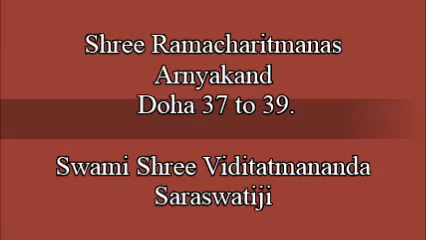 Shree Ramacharitmanas
Arnyakand
Doha 37 to 39.
Swami Shree Viditatmananda
Saraswatiji